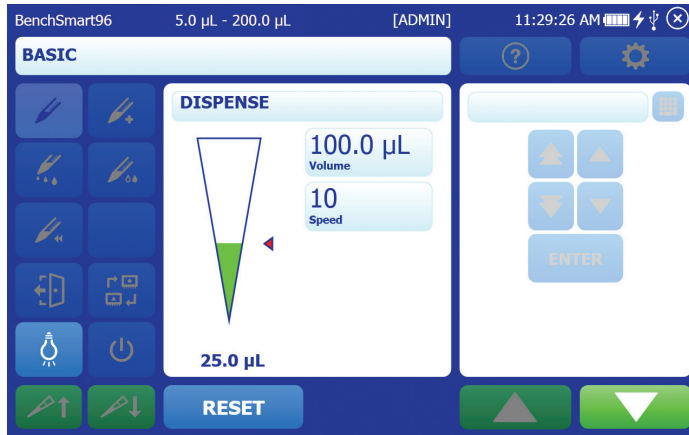 BenchSmart96 5.0 µL - 200.0 µL [ADMIN] 11:29:26 AM
BASIC
?
DISPENSE
100.0 µL
Volume
10
Speed
ENTER
25.0 µL
RESET